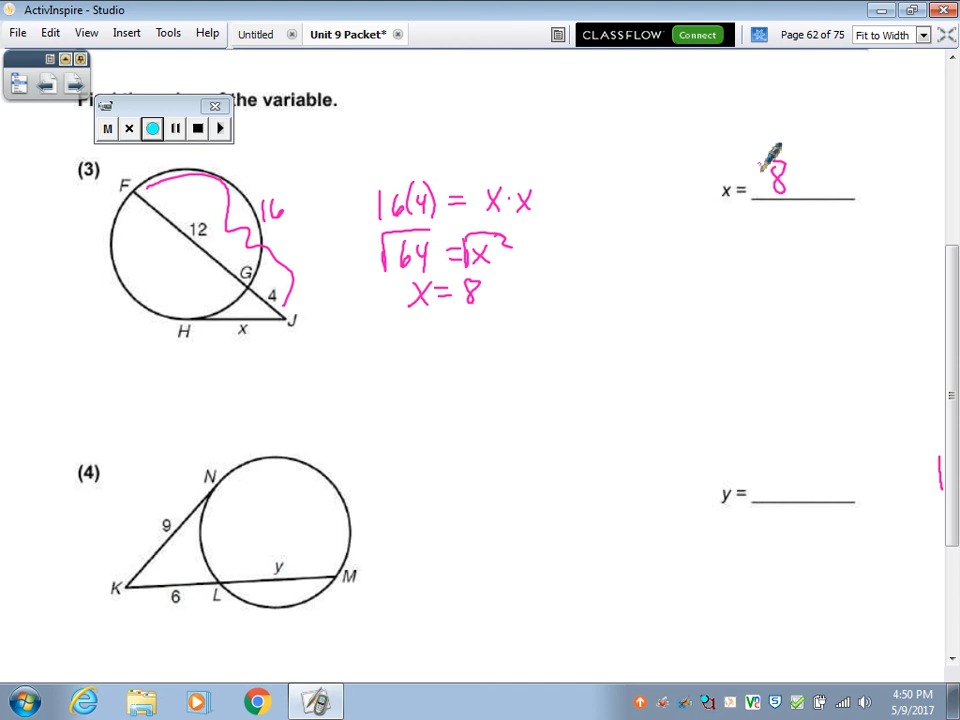 ActivInspire - Studio
File Edit View Insert Tools Help
Untitled
Unit 9 Packet*
CLASSFLOW Connect
Page 62 of 75
Fit to Width
the variable.
M
(3)
F
12
16
G
4
H
x
J
16(4) = x·x
√64 = √x²
x = 8
x = 8
(4)
N
9
y
K
6
L
M
y =
4:50 PM
5/9/2017